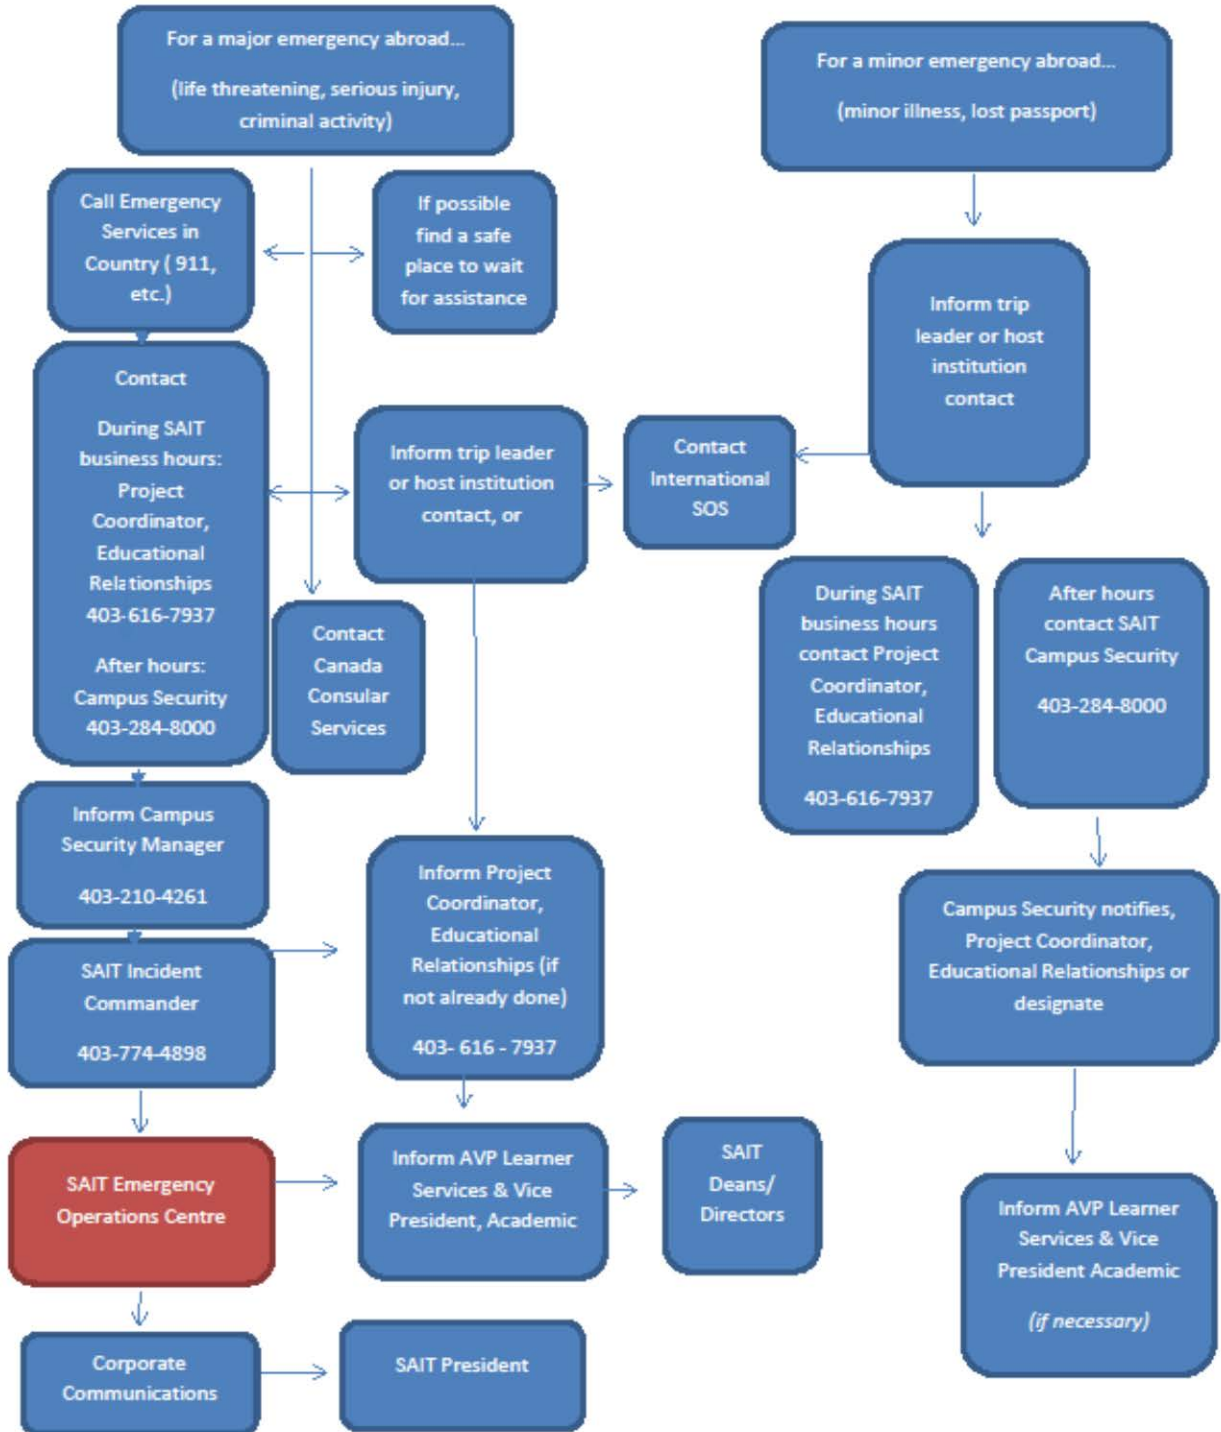 For a major emergency abroad...
(life threatening, serious injury,
criminal activity)
For a minor emergency abroad...
(minor illness, lost passport)
Call Emergency
Services in
Country ( 911,
etc.)
If possible
find a safe
place to wait
for assistance
Inform trip
leader or host
institution
contact
Contact
During SAIT
business hours:
Project
Coordinator,
Educational
Relationships
403-616-7937
After hours:
Campus Security
403-284-8000
Inform trip leader
or host institution
contact, or
Contact
International
SOS
Contact
Canada
Consular
Services
During SAIT
business hours
contact Project
Coordinator,
Educational
Relationships
403-616-7937
After hours
contact SAIT
Campus Security
403-284-8000
Inform Campus
Security Manager
403-210-4261
Inform Project
Coordinator,
Educational
Relationships (if
not already done)
403- 616 - 7937
Campus Security notifies,
Project Coordinator,
Educational Relationships or
designate
SAIT Incident
Commander
403-774-4898
SAIT Emergency
Operations Centre
Inform AVP Learner
Services & Vice
President, Academic
SAIT
Deans/
Directors
Inform AVP Learner
Services & Vice
President Academic
(if necessary)
Corporate
Communications
SAIT President